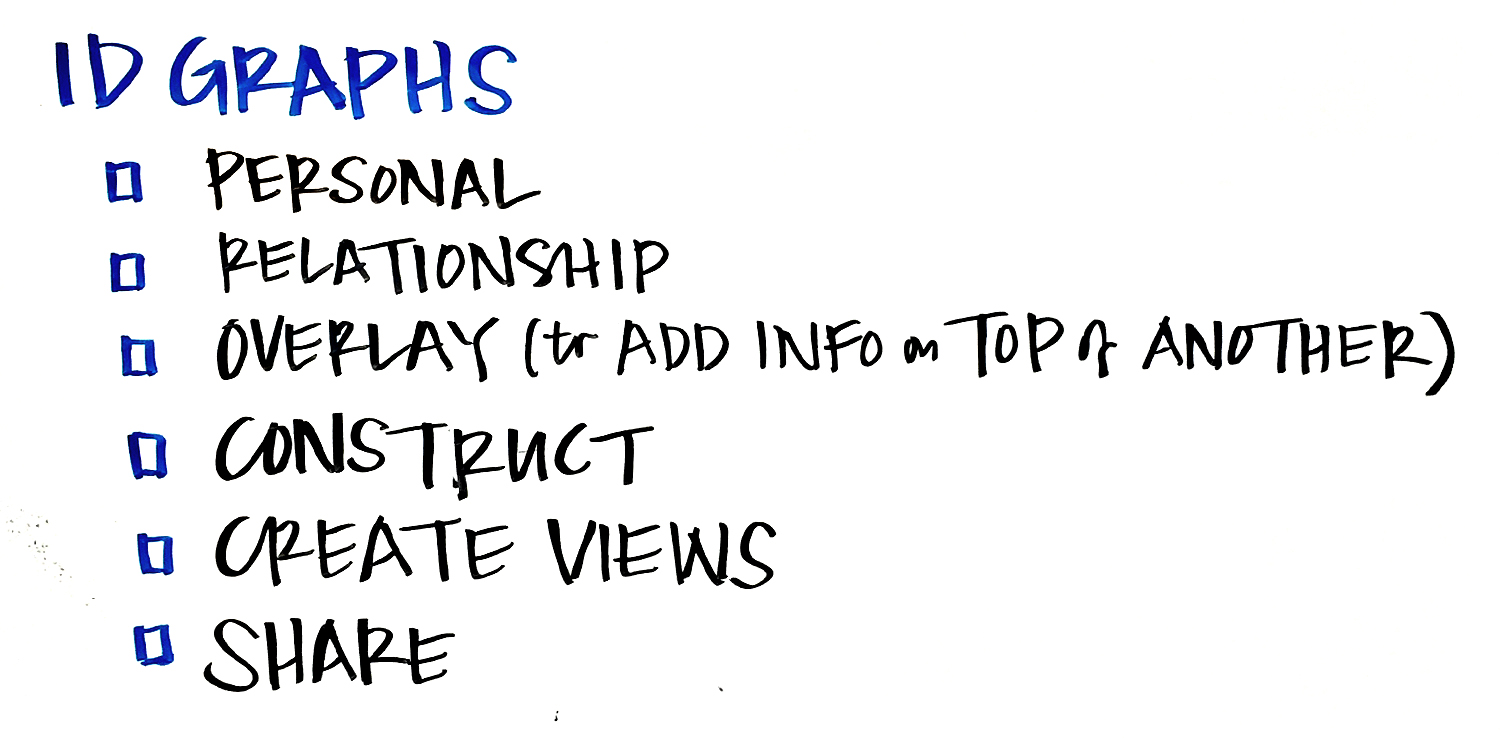 ID GRAPHS
PERSONAL
RELATIONSHIP
OVERLAY (to ADD INFO on TOP of ANOTHER)
CONSTRUCT
CREATE VIEWS
SHARE